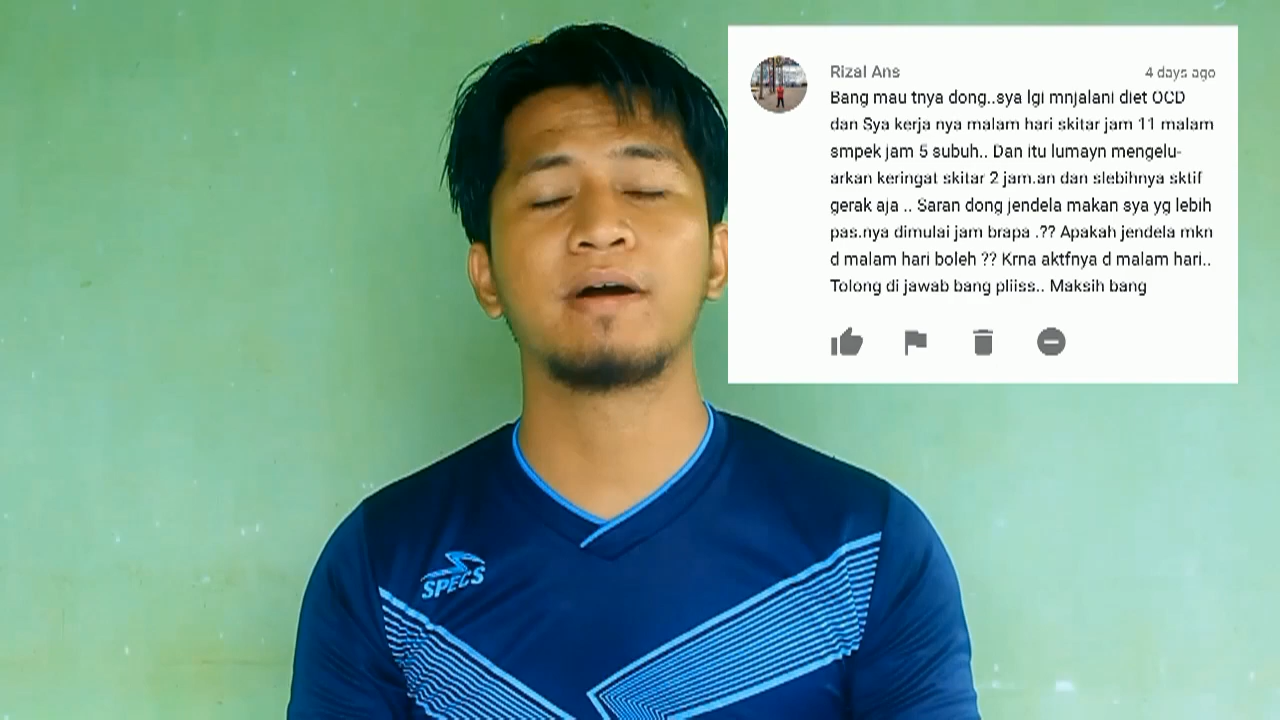 Rizal Ans
4 days ago
Bang mau tnya dong..sya lgi mnjalani diet OCD
dan Sya kerja nya malam hari skitar jam 11 malam
smpek jam 5 subuh.. Dan itu lumayn mengelu-
arkan keringat skitar 2 jam.an dan slebihnya sktif
gerak aja .. Saran dong jendela makan sya yg lebih
pas.nya dimulai jam brapa .?? Apakah jendela mkn
d malam hari boleh ?? Krna aktfnya d malam hari..
Tolong di jawab bang pliiss.. Maksih bang
SPECS